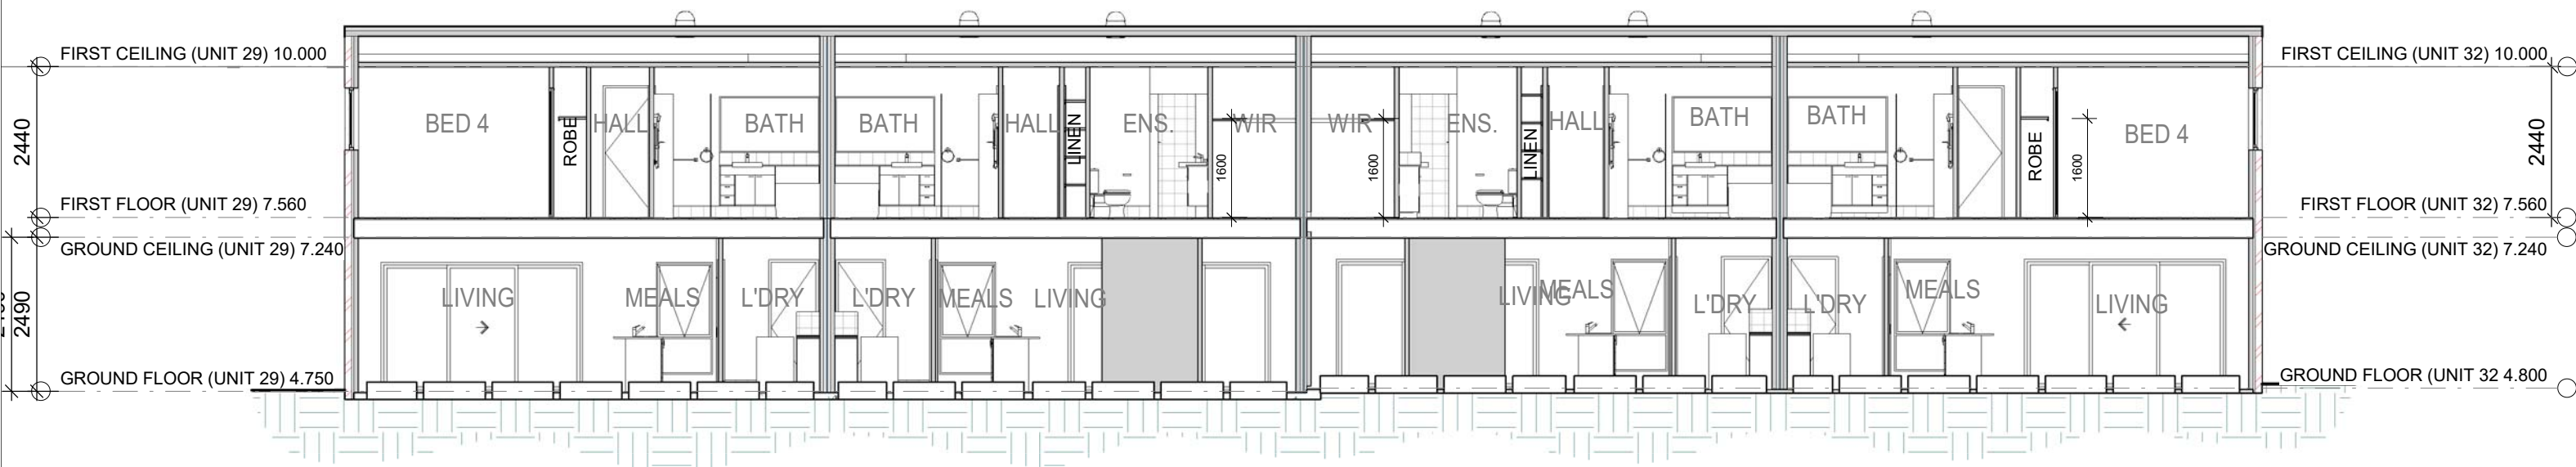 FIRST CEILING (UNIT 29) 10.000
FIRST CEILING (UNIT 32) 10.000
2440
BED 4
ROBE
HALL
BATH
BATH
HALL
LINEN
ENS.
WIR
1600
WIR
1600
ENS.
LINEN
HALL
BATH
BATH
ROBE
1600
BED 4
2440
FIRST FLOOR (UNIT 29) 7.560
FIRST FLOOR (UNIT 32) 7.560
GROUND CEILING (UNIT 29) 7.240
GROUND CEILING (UNIT 32) 7.240
2490
LIVING
MEALS
L'DRY
L'DRY
MEALS
LIVING
LIVING
MEALS
L'DRY
L'DRY
MEALS
LIVING
GROUND FLOOR (UNIT 29) 4.750
GROUND FLOOR (UNIT 32 4.800